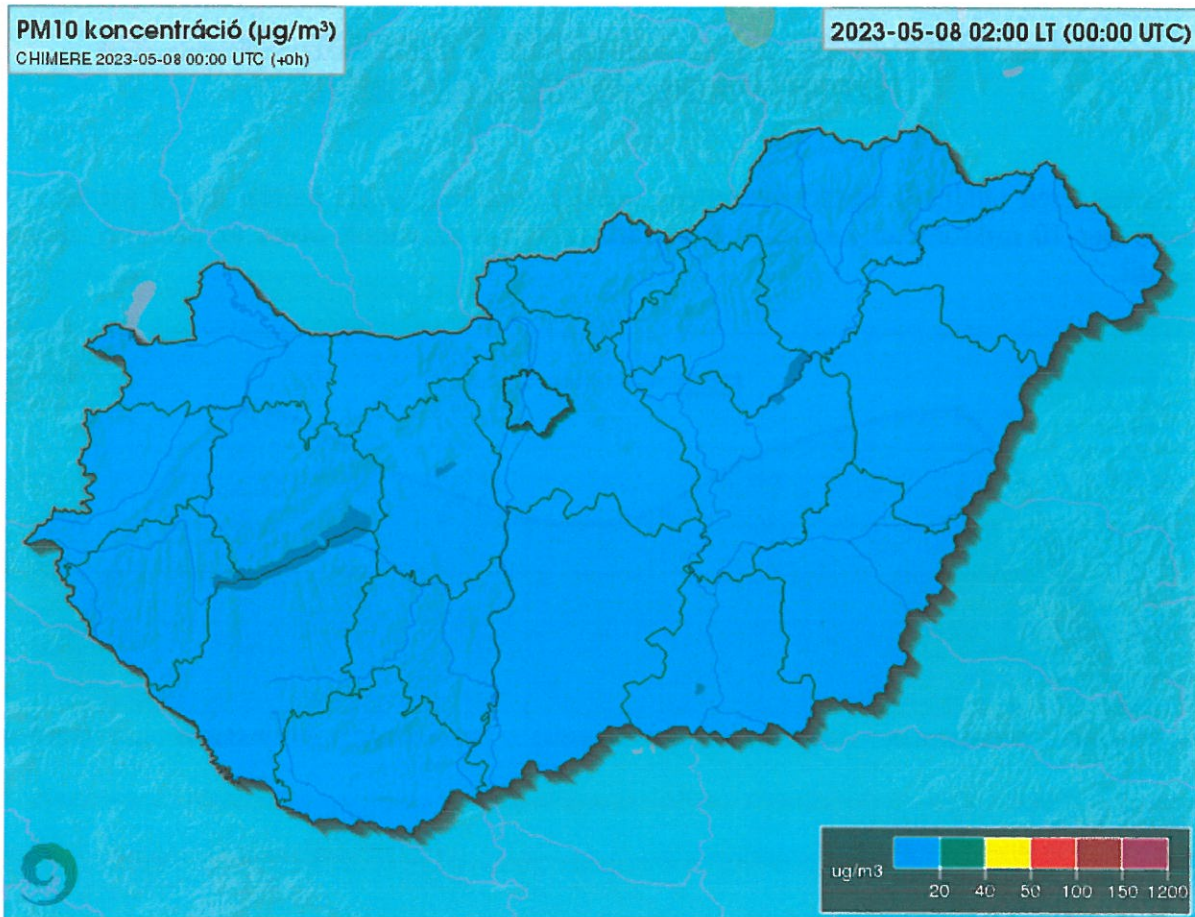 PM10 koncentráció (µg/m³)
CHIMERE 2023-05-08 00:00 UTC (+0h)
2023-05-08 02:00 LT (00:00 UTC)
ug/m3
20 40 50 100 150 1200